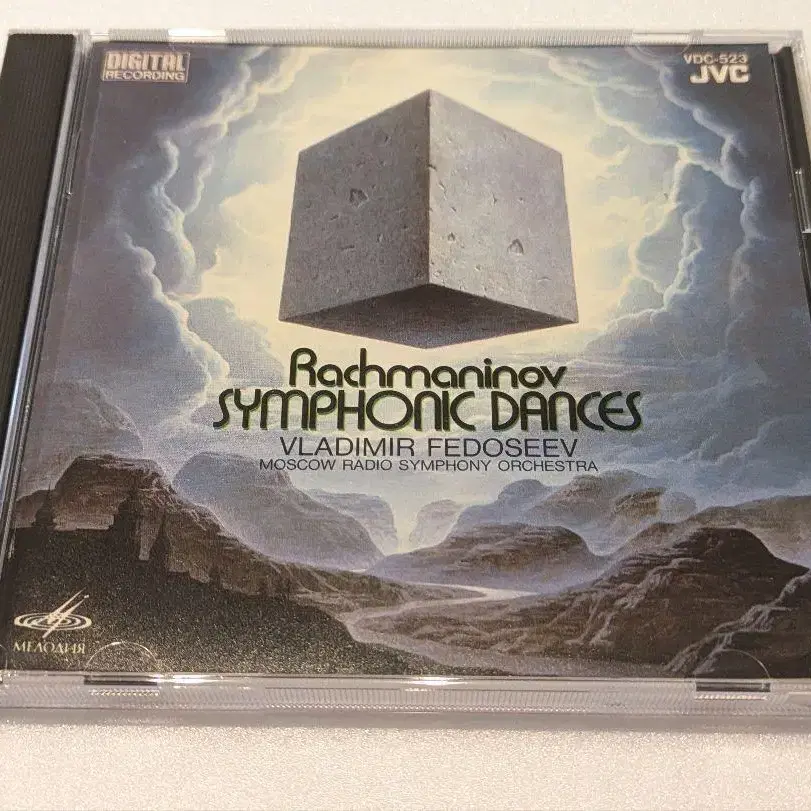 DIGITAL
RECORDING
VDC-523
JVC
Rachmaninov
SYMPHONIC DANCES
VLADIMIR FEDOSEEV
MOSCOW RADIO SYMPHONY ORCHESTRA
МЕЛОДИЯ